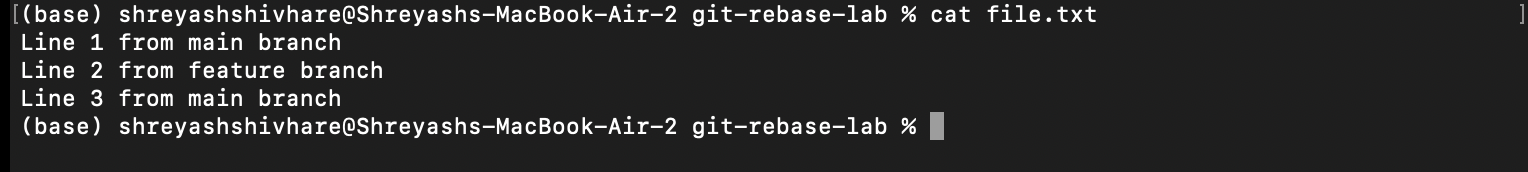 [(base) shreyashshivhare@Shreyashs-MacBook-Air-2 git-rebase-lab % cat file.txt ]
Line 1 from main branch
Line 2 from feature branch
Line 3 from main branch
(base) shreyashshivhare@Shreyashs-MacBook-Air-2 git-rebase-lab %